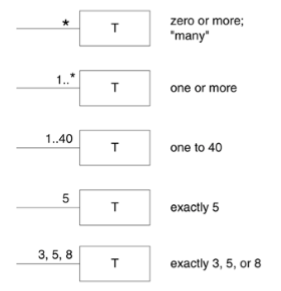 * T zero or more;
"many"
1..* T one or more
1..40 T one to 40
5 T exactly 5
3, 5, 8 T exactly 3, 5, or 8